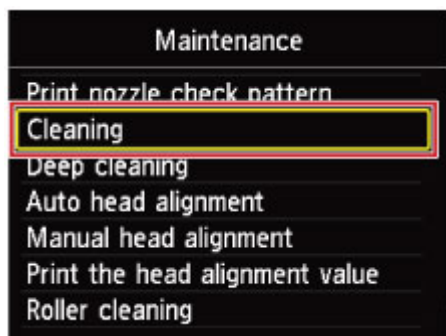 Maintenance
Print nozzle check pattern
Cleaning
Deep cleaning
Auto head alignment
Manual head alignment
Print the head alignment value
Roller cleaning